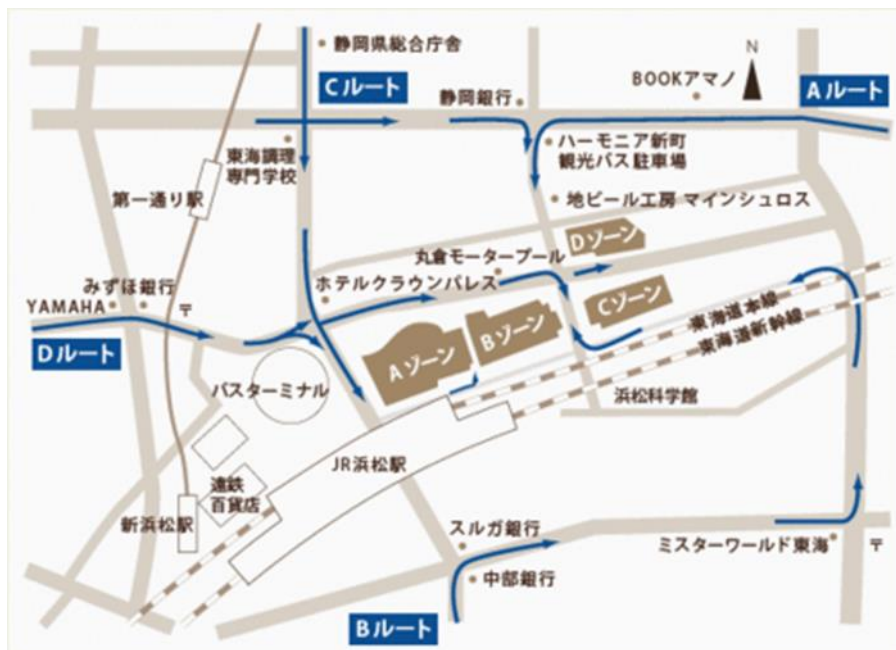 静岡県総合庁舎
Cルート
静岡銀行
BOOKアマノ
N
Aルート
東海調理
専門学校
ハーモニア新町
観光バス駐車場
第一通り駅
地ビール工房 マインシュロス
Dゾーン
丸倉モータープール
ホテルクラウンパレス
みずほ銀行
YAMAHA
〒
Cゾーン
Bゾーン
Aゾーン
東海道本線
東海道新幹線
Dルート
バスターミナル
浜松科学館
JR浜松駅
遠鉄
百貨店
新浜松駅
スルガ銀行
ミスターワールド東海
〒
中部銀行
Bルート